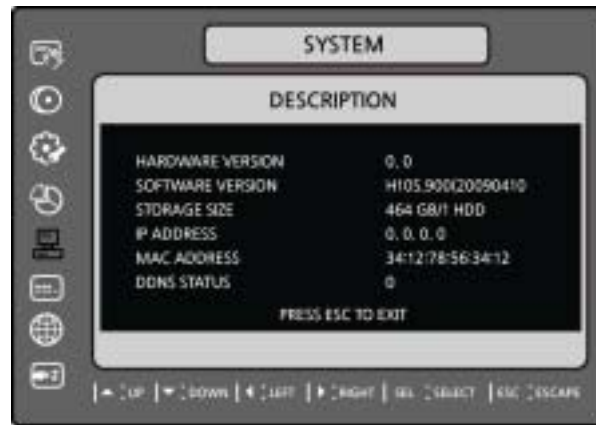 SYSTEM
DESCRIPTION
HARDWARE VERSION 0. 0
SOFTWARE VERSION H105.900(20090410
STORAGE SIZE 464 GB/1 HDD
IP ADDRESS 0. 0. 0. 0
MAC ADDRESS 34:12:78:56:34:12
DDNS STATUS 0
PRESS ESC TO EXIT
▲ : UP | ▼ : DOWN | ◀ : LEFT | ▶ : RIGHT | SEL : SELECT | ESC : ESCAPE